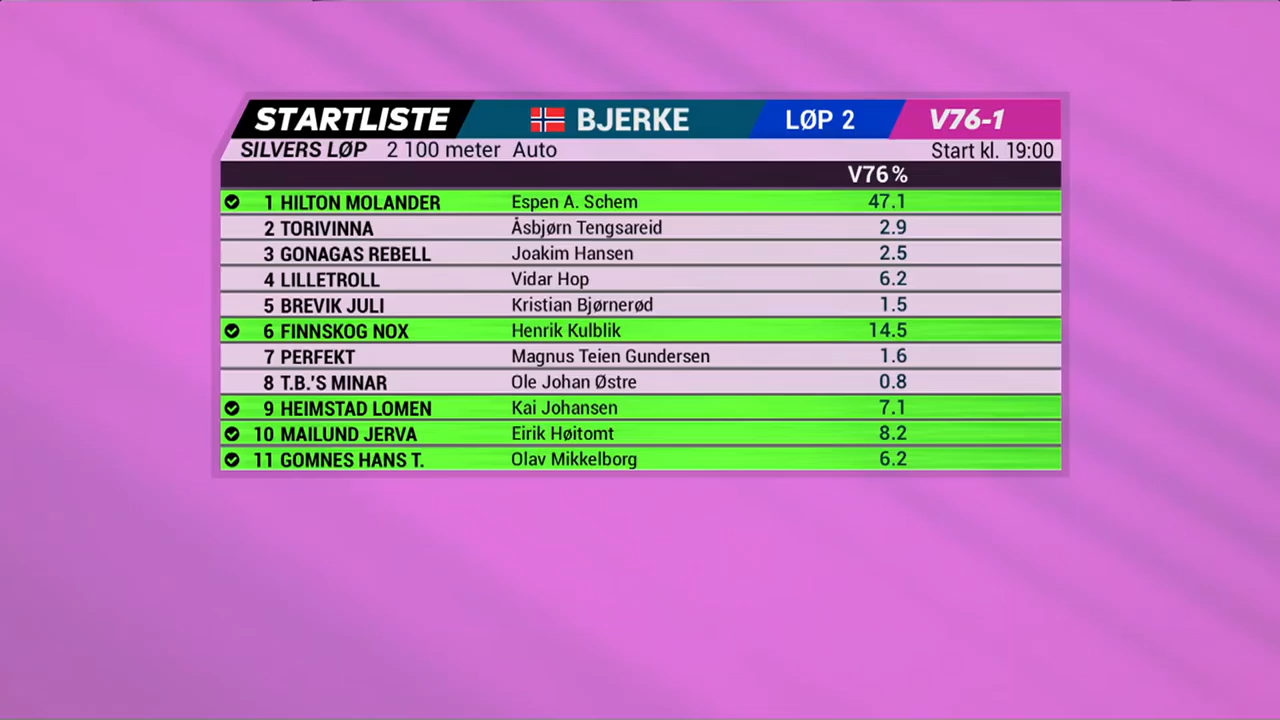 STARTLISTE BJERKE LØP 2 V76-1
SILVERS LØP 2 100 meter Auto Start kl. 19:00
V76%
1 HILTON MOLANDER Espen A. Schem 47.1
2 TORIVINNA Åsbjørn Tengsareid 2.9
3 GONAGAS REBELL Joakim Hansen 2.5
4 LILLETROLL Vidar Hop 6.2
5 BREVIK JULI Kristian Bjørnerød 1.5
6 FINNSKOG NOX Henrik Kulblik 14.5
7 PERFEKT Magnus Teien Gundersen 1.6
8 T.B.'S MINAR Ole Johan Østre 0.8
9 HEIMSTAD LOMEN Kai Johansen 7.1
10 MAILUND JERVA Eirik Høitomt 8.2
11 GOMNES HANS T. Olav Mikkelborg 6.2